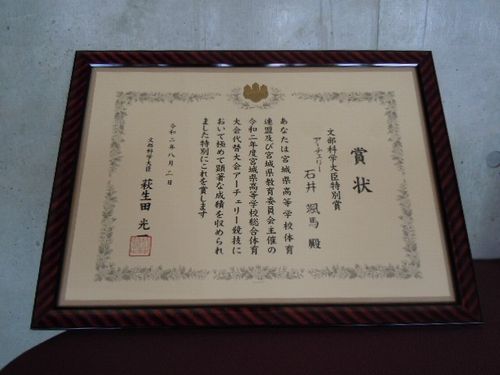 賞状
文部科学大臣特別賞
アーチェリー
石井 颯馬 殿
あなたは宮城県高等学校体育
連盟及び宮城県教育委員会主催の
令和二年度宮城県高等学校総合体育
大会代替大会アーチェリー競技に
おいて極めて顕著な成績を収められ
ました特別にこれを賞します
令和二年八月二日
文部科学大臣 萩生田 光一